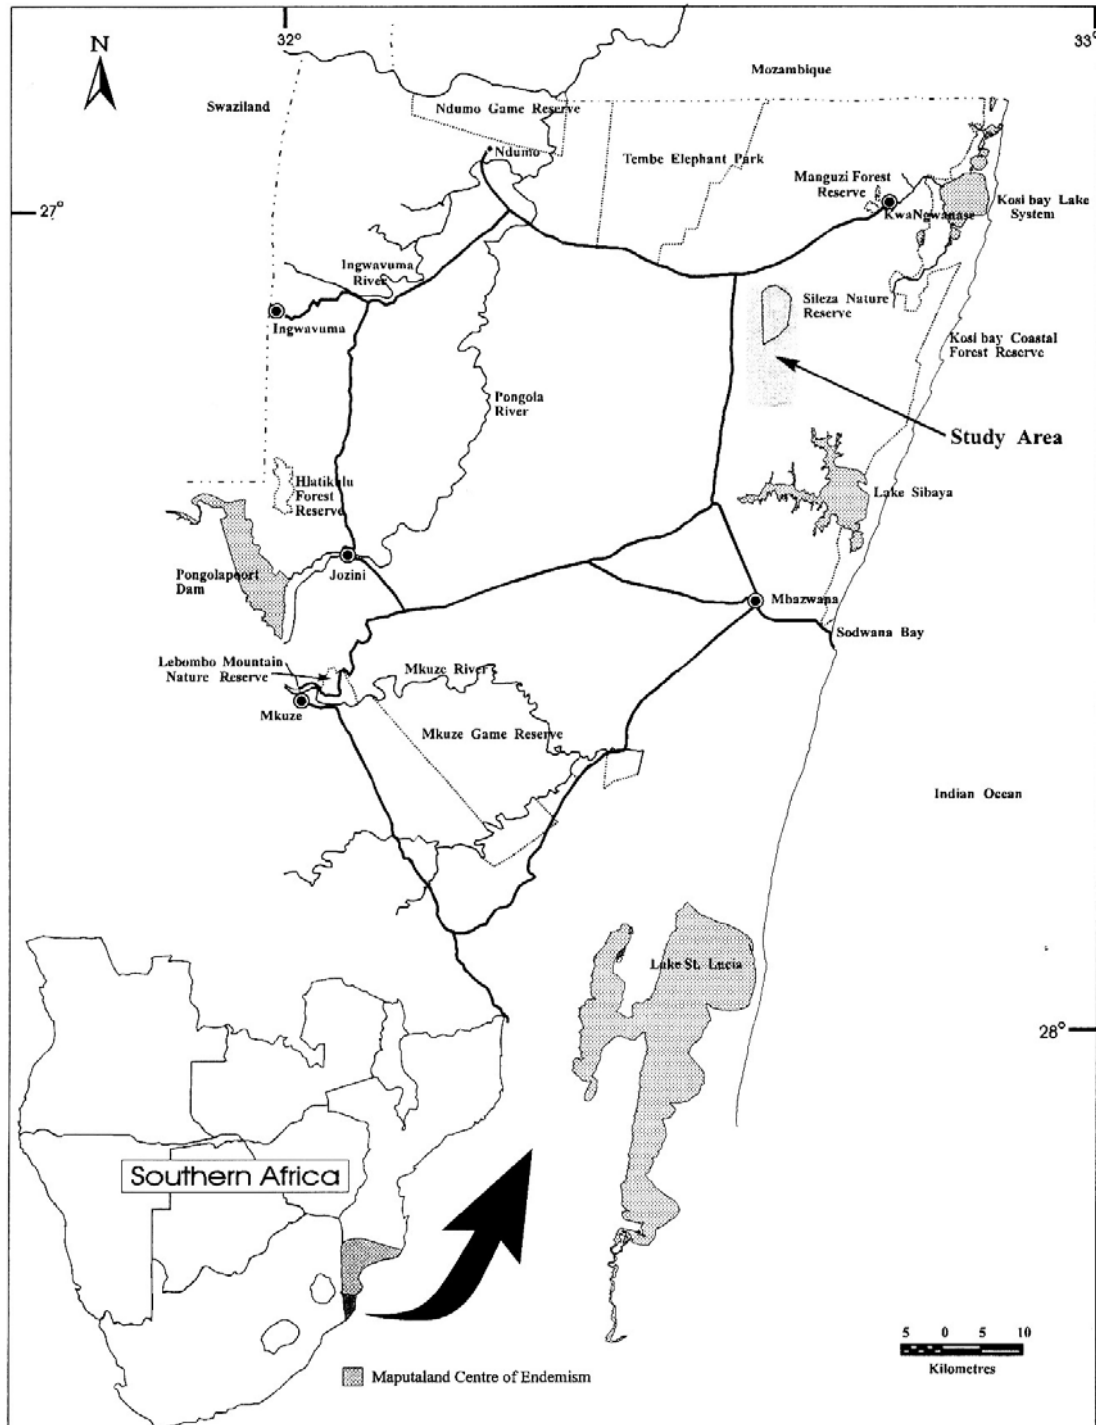 32°
33°
N
Mozambique
Swaziland
Ndumo Game Reserve
Ndumo
Tembe Elephant Park
Manguzi Forest
Reserve
KwaNgwanase
Kosi bay Lake
System
27°
Ingwavuma
River
Ingwavuma
Sileza Nature
Reserve
Kosi bay Coastal
Forest Reserve
Pongola
River
Study Area
Hlatikulu
Forest
Reserve
Lake Sibaya
Pongolapoort
Dam
Jozini
Mbazwana
Sodwana Bay
Lebombo Mountain
Nature Reserve
Mkuze River
Mkuze
Mkuze Game Reserve
Indian Ocean
Lake St. Lucia
28°
Southern Africa
5 0 5 10
Kilometres
Maputaland Centre of Endemism